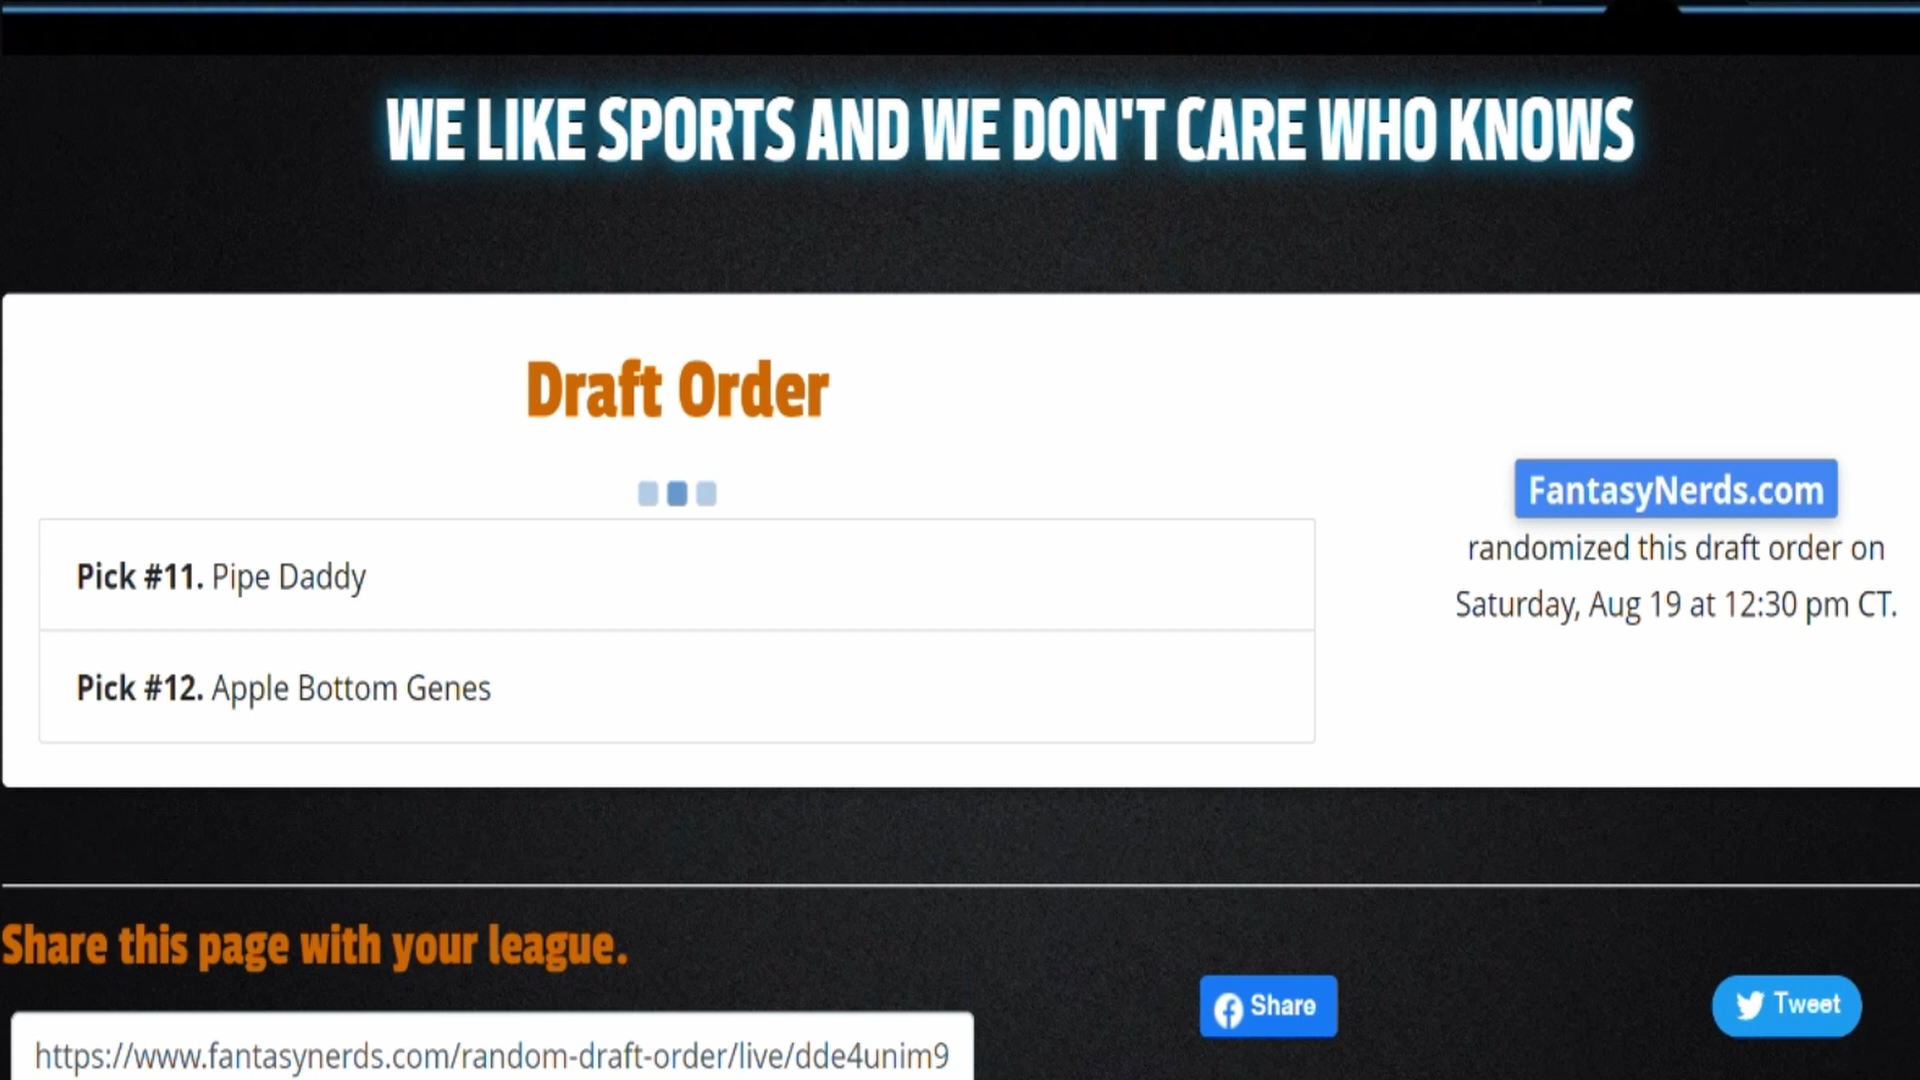 WE LIKE SPORTS AND WE DON'T CARE WHO KNOWS
Draft Order
Pick #11. Pipe Daddy
Pick #12. Apple Bottom Genes
FantasyNerds.com
randomized this draft order on
Saturday, Aug 19 at 12:30 pm CT.
Share this page with your league.
https://www.fantasynerds.com/random-draft-order/live/dde4unim9
Share
Tweet